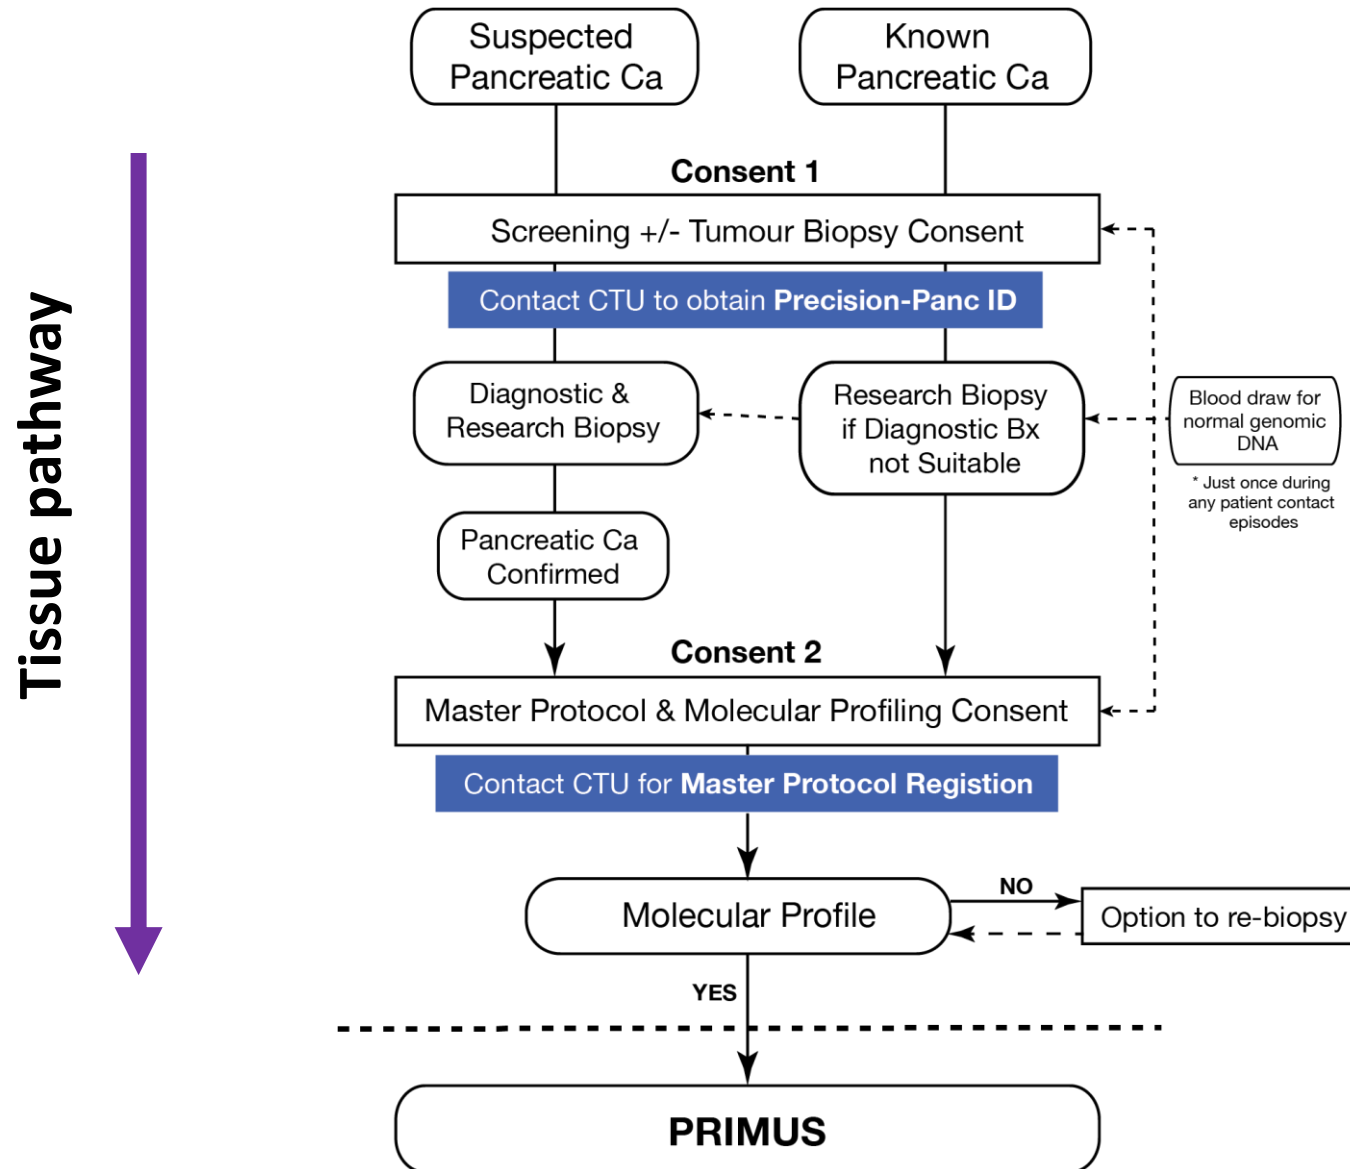 Suspected
Pancreatic Ca
Known
Pancreatic Ca
Consent 1
Screening +/- Tumour Biopsy Consent
Contact CTU to obtain Precision-Panc ID
Tissue pathway
Diagnostic &
Research Biopsy
Research Biopsy
if Diagnostic Bx
not Suitable
Blood draw for
normal genomic
DNA
* Just once during
any patient contact
episodes
Pancreatic Ca
Confirmed
Consent 2
Master Protocol & Molecular Profiling Consent
Contact CTU for Master Protocol Registion
Molecular Profile
NO
Option to re-biopsy
YES
PRIMUS